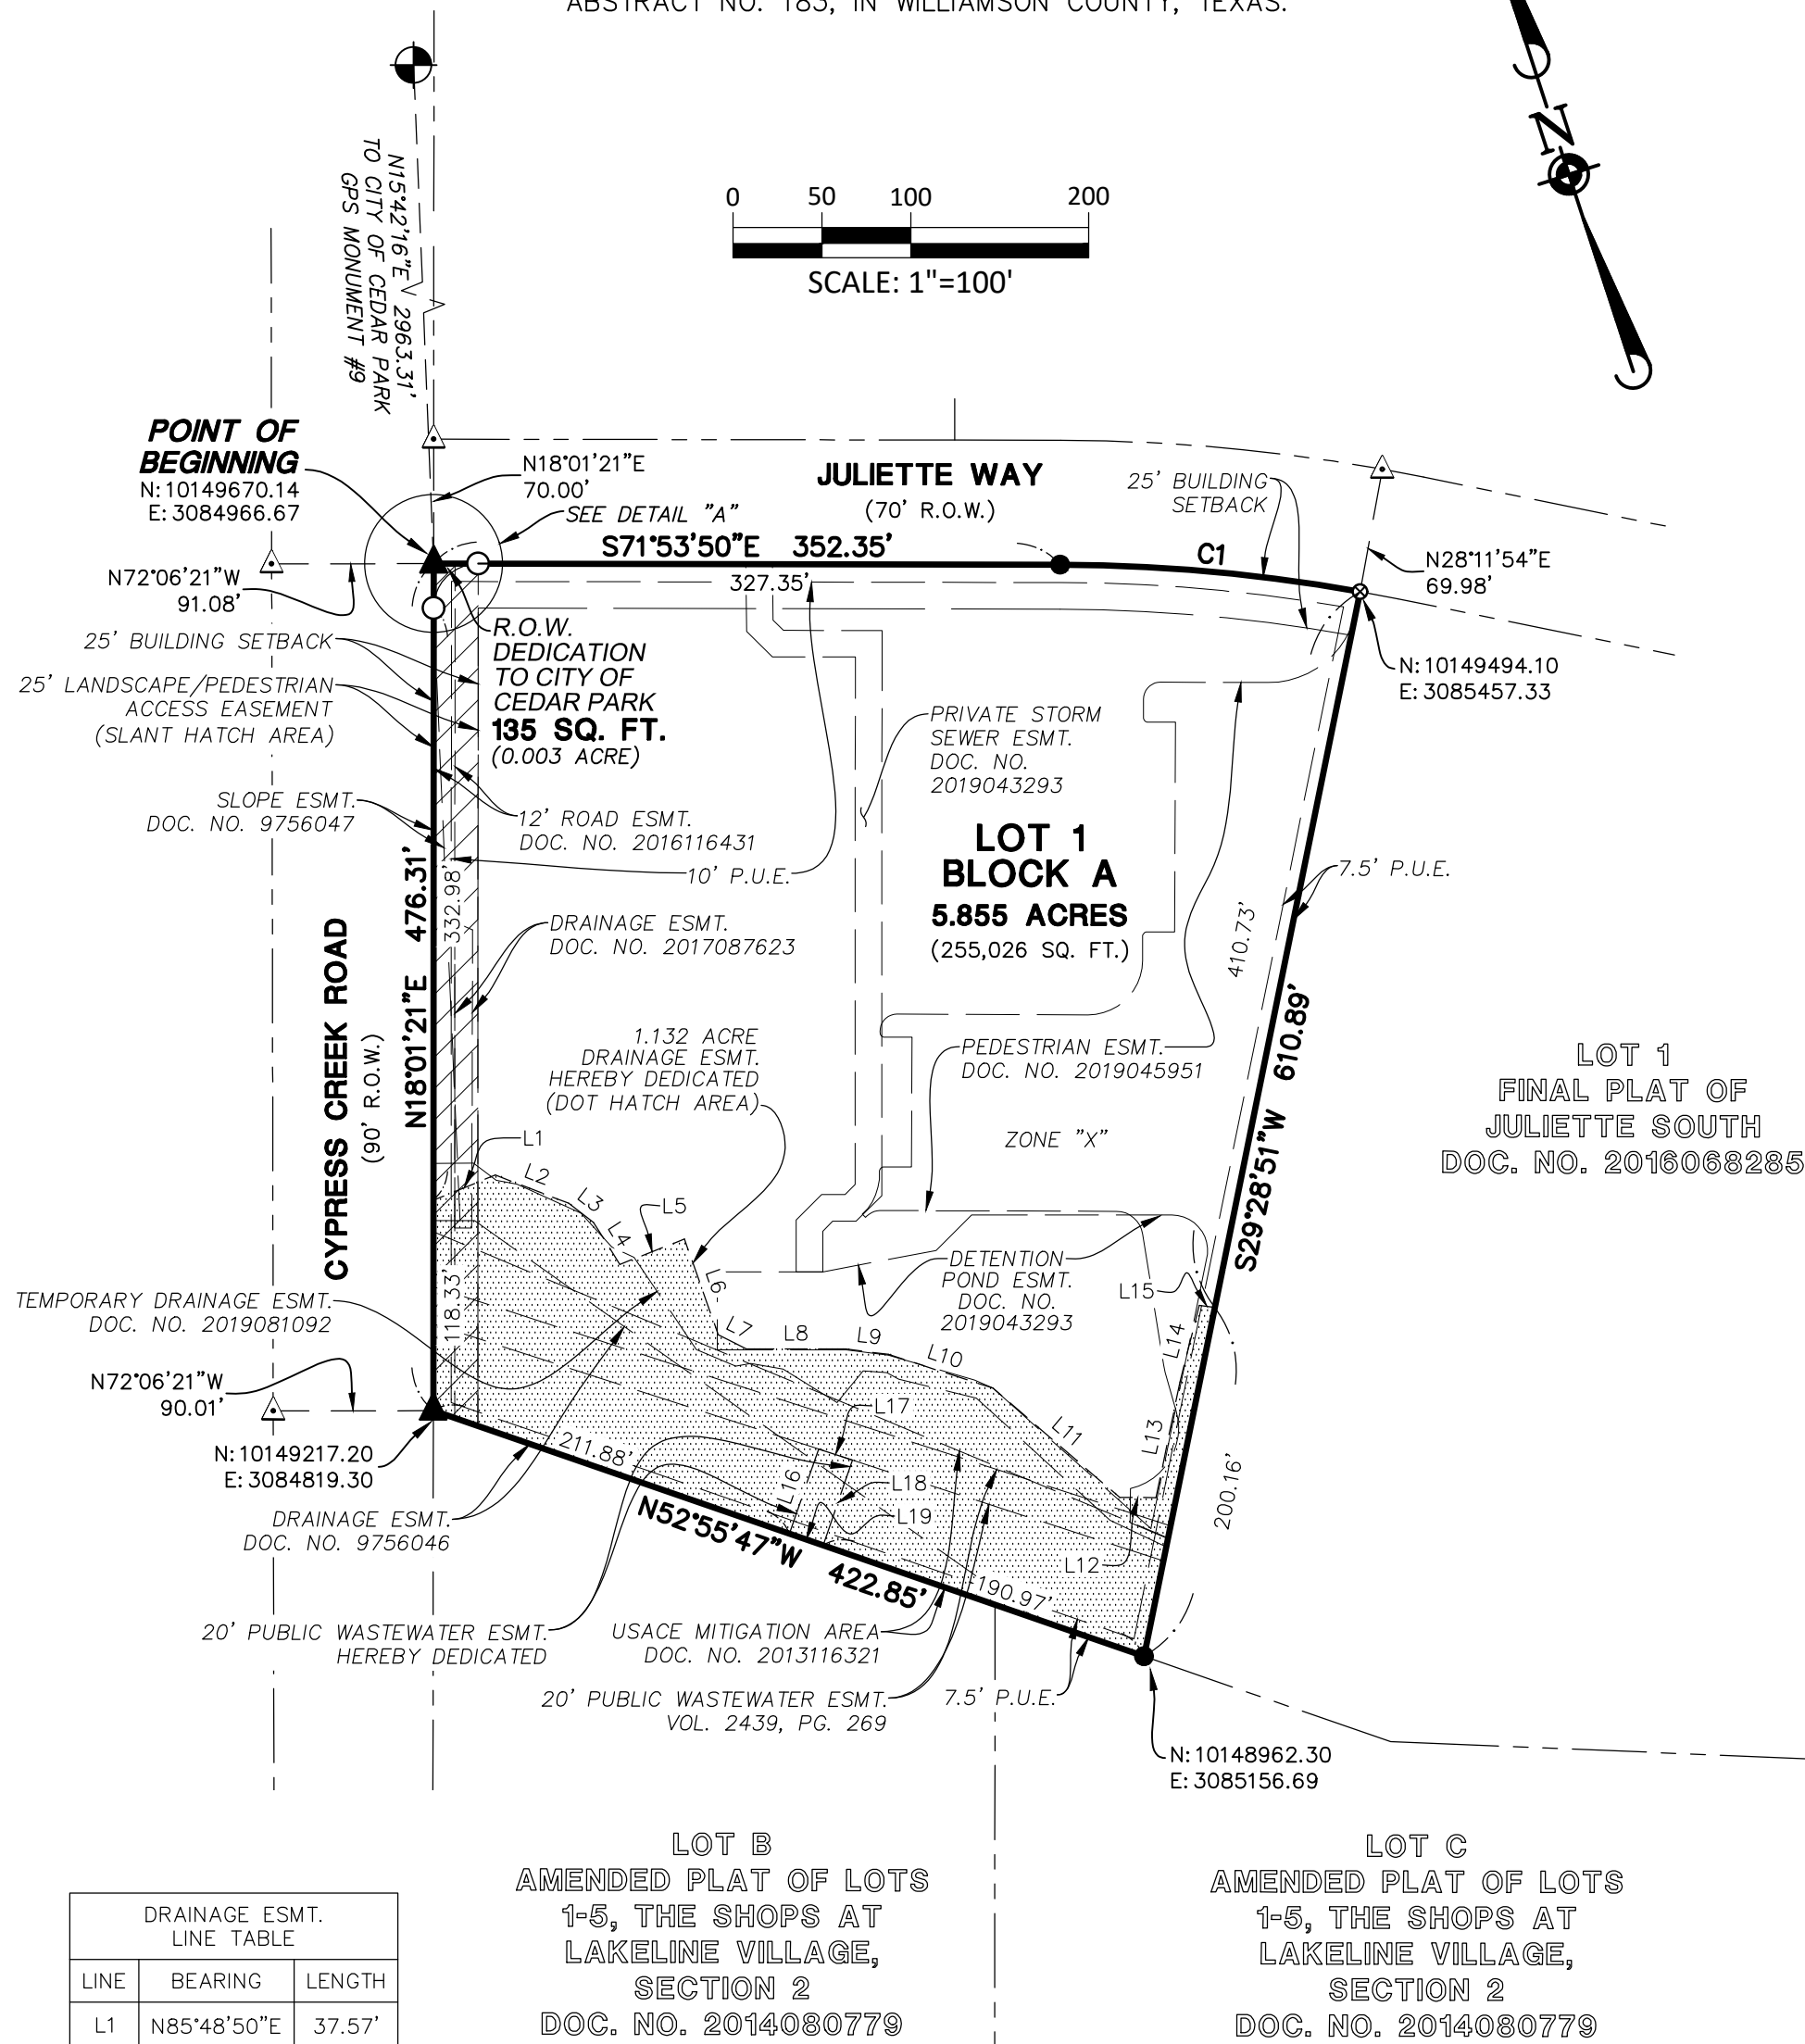 ABSTRACT NO. 183, IN WILLIAMSON COUNTY, TEXAS.
N
N15°42'16"E 2963.31'
TO CITY OF CEDAR PARK
GPS MONUMENT #9
0 50 100 200
SCALE: 1"=100'
POINT OF
BEGINNING
N: 10149670.14
E: 3084966.67
N18°01'21"E
70.00'
SEE DETAIL "A"
JULIETTE WAY
(70' R.O.W.)
25' BUILDING
SETBACK
S71°53'50"E 352.35'
327.35'
C1
N28°11'54"E
69.98'
N72°06'21"W
91.08'
N: 10149494.10
E: 3085457.33
25' BUILDING SETBACK
25' LANDSCAPE/PEDESTRIAN
ACCESS EASEMENT
(SLANT HATCH AREA)
R.O.W.
DEDICATION
TO CITY OF
CEDAR PARK
135 SQ. FT.
(0.003 ACRE)
PRIVATE STORM
SEWER ESMT.
DOC. NO.
2019043293
SLOPE ESMT.
DOC. NO. 9756047
12' ROAD ESMT.
DOC. NO. 2016116431
10' P.U.E.
LOT 1
BLOCK A
5.855 ACRES
(255,026 SQ. FT.)
7.5' P.U.E.
410.73'
S29°28'51"W 610.89'
N18°01'21"E 476.31'
332.98'
CYPRESS CREEK ROAD
(90' R.O.W.)
DRAINAGE ESMT.
DOC. NO. 2017087623
1.132 ACRE
DRAINAGE ESMT.
HEREBY DEDICATED
(DOT HATCH AREA)
PEDESTRIAN ESMT.
DOC. NO. 2019045951
ZONE "X"
LOT 1
FINAL PLAT OF
JULIETTE SOUTH
DOC. NO. 2016068285
L1
L2
L3
L4
L5
L6
L7
L8
L9
L10
L11
L12
L13
L14
L15
L16
L17
L18
L19
DETENTION
POND ESMT.
DOC. NO.
2019043293
118.33'
TEMPORARY DRAINAGE ESMT.
DOC. NO. 2019081092
N72°06'21"W
90.01'
N: 10149217.20
E: 3084819.30
211.88'
N52°55'47"W 422.85'
190.97'
200.16'
DRAINAGE ESMT.
DOC. NO. 9756046
20' PUBLIC WASTEWATER ESMT.
HEREBY DEDICATED
USACE MITIGATION AREA
DOC. NO. 2013116321
20' PUBLIC WASTEWATER ESMT.
VOL. 2439, PG. 269
7.5' P.U.E.
N: 10148962.30
E: 3085156.69
LOT B
AMENDED PLAT OF LOTS
1-5, THE SHOPS AT
LAKELINE VILLAGE,
SECTION 2
DOC. NO. 2014080779
LOT C
AMENDED PLAT OF LOTS
1-5, THE SHOPS AT
LAKELINE VILLAGE,
SECTION 2
DOC. NO. 2014080779
DRAINAGE ESMT.
LINE TABLE
LINE BEARING LENGTH
L1 N85°48'50"E 37.57'